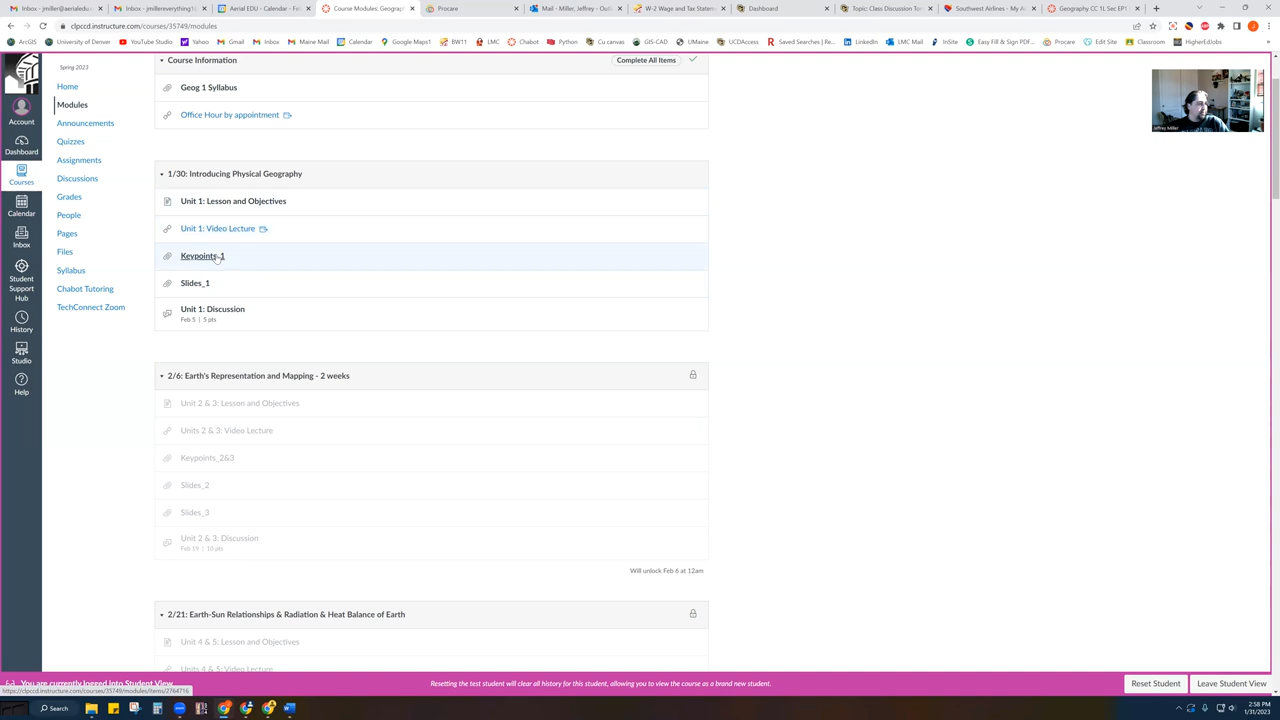 Inbox - jmiller@aerialedu
Inbox - jmillereverything1
Aerial EDU - Calendar - Feb
Course Modules: Geography
Procare
Mail - Miller, Jeffrey - Out
W-2 Wage and Tax Stateme
Dashboard
Topic Class Discussion Ton
Southwest Airlines - My A
Geography CC 1L Sec EP1
clpccd.instructure.com/courses/35749/modules
ArcGIS
University of Denver
YouTube Studio
Yahoo
Gmail
Inbox
Maine Mail
Calendar
Google Maps1
BW11
LMC
Chabot
Python
Cu canvas
GIS-CAD
UMaine
UCDAccess
Saved Searches | Re...
LinkedIn
LMC Mail
InSite
Easy Fill & Sign PDF...
Procare
Edit Site
Classroom
HigherEdJobs
Spring 2023
Home
Modules
Announcements
Quizzes
Assignments
Discussions
Grades
People
Pages
Files
Syllabus
Chabot Tutoring
TechConnect Zoom
Account
Dashboard
Courses
Calendar
Inbox
Student
Support
Hub
History
Studio
Help
Course Information
Complete All Items
Geog 1 Syllabus
Office Hour by appointment
1/30: Introducing Physical Geography
Unit 1: Lesson and Objectives
Unit 1: Video Lecture
Keypoints_1
Slides_1
Unit 1: Discussion
Feb 5 | 5 pts
2/6: Earth's Representation and Mapping - 2 weeks
Unit 2 & 3: Lesson and Objectives
Units 2 & 3: Video Lecture
Keypoints_2&3
Slides_2
Slides_3
Unit 2 & 3: Discussion
Feb 19 | 10 pts
Will unlock Feb 6 at 12am
2/21: Earth-Sun Relationships & Radiation & Heat Balance of Earth
Unit 4 & 5: Lesson and Objectives
Units 4 & 5: Video Lecture
Jeffrey Miller
You are currently logged into Student View
Resetting the test student will clear all history for this student, allowing you to view the course as a brand new student.
Reset Student
Leave Student View
https://clpccd.instructure.com/courses/35749/modules/items/2764716
Search
2:58 PM
1/31/2023